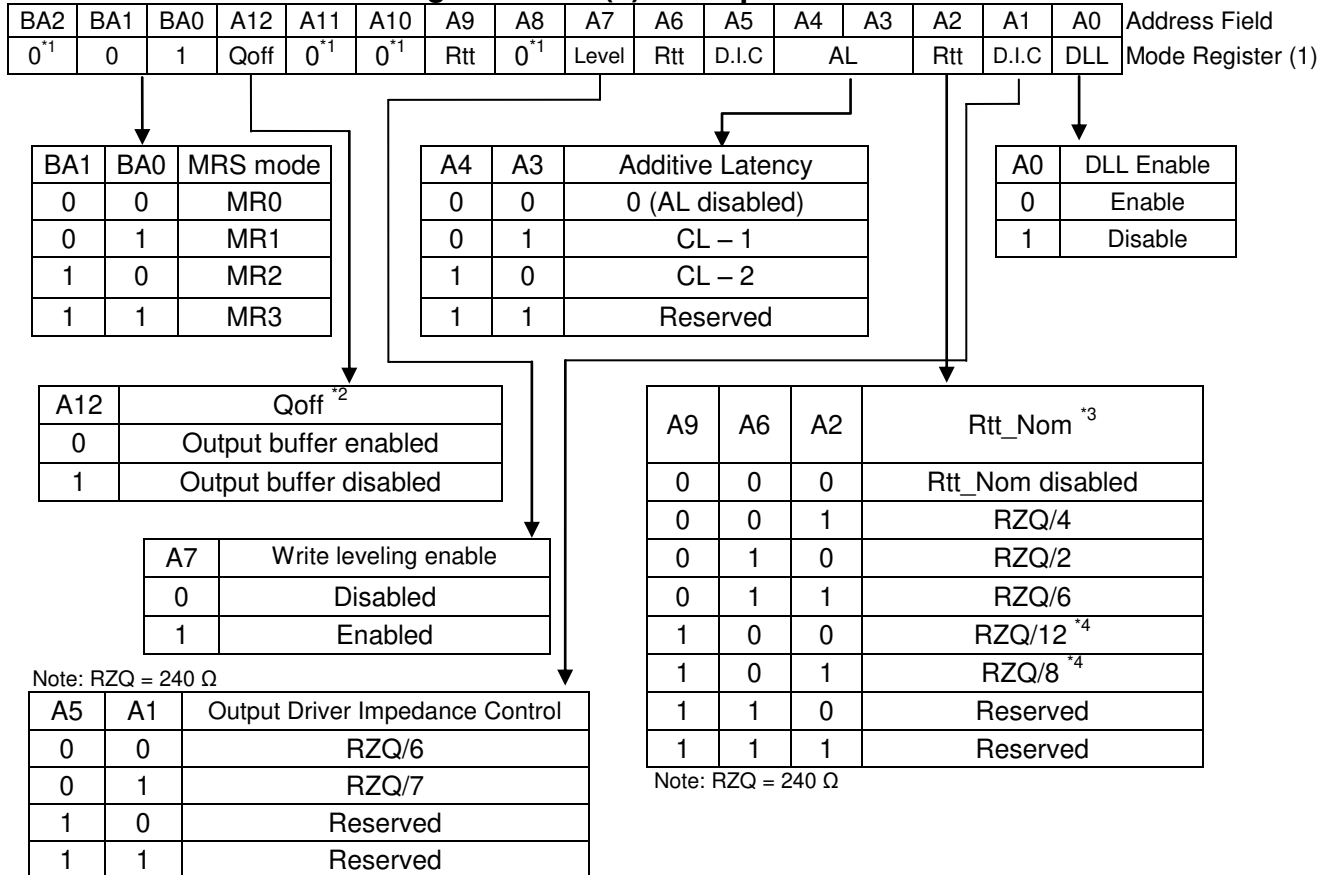 BA2 BA1 BA0 A12 A11 A10 A9 A8 A7 A6 A5 A4 A3 A2 A1 A0 Address Field
0*1 0 1 Qoff 0*1 0*1 Rtt 0*1 Level Rtt D.I.C AL Rtt D.I.C DLL Mode Register (1)
BA1 BA0 MRS mode
0 0 MR0
0 1 MR1
1 0 MR2
1 1 MR3
A4 A3 Additive Latency
0 0 0 (AL disabled)
0 1 CL – 1
1 0 CL – 2
1 1 Reserved
A0 DLL Enable
0 Enable
1 Disable
A12 Qoff *2
0 Output buffer enabled
1 Output buffer disabled
A7 Write leveling enable
0 Disabled
1 Enabled
Note: RZQ = 240 Ω
A5 A1 Output Driver Impedance Control
0 0 RZQ/6
0 1 RZQ/7
1 0 Reserved
1 1 Reserved
A9 A6 A2 Rtt_Nom *3
0 0 0 Rtt_Nom disabled
0 0 1 RZQ/4
0 1 0 RZQ/2
0 1 1 RZQ/6
1 0 0 RZQ/12 *4
1 0 1 RZQ/8 *4
1 1 0 Reserved
1 1 1 Reserved
Note: RZQ = 240 Ω